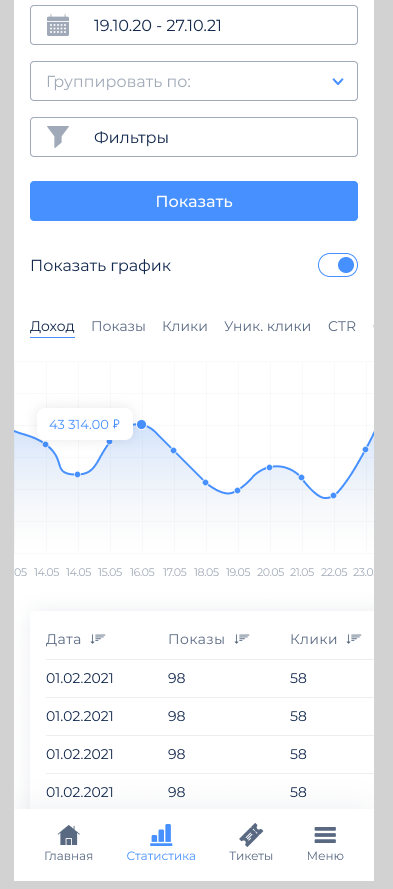 19.10.20 - 27.10.21
Группировать по:
Фильтры
Показать
Показать график
Доход Показы Клики Уник. клики CTR
43 314.00 ₽
05 14.05 14.05 15.05 16.05 17.05 18.05 19.05 20.05 21.05 22.05 23.0
Дата Показы Клики
01.02.2021 98 58
01.02.2021 98 58
01.02.2021 98 58
01.02.2021 98 58
Главная Статистика Тикеты Меню